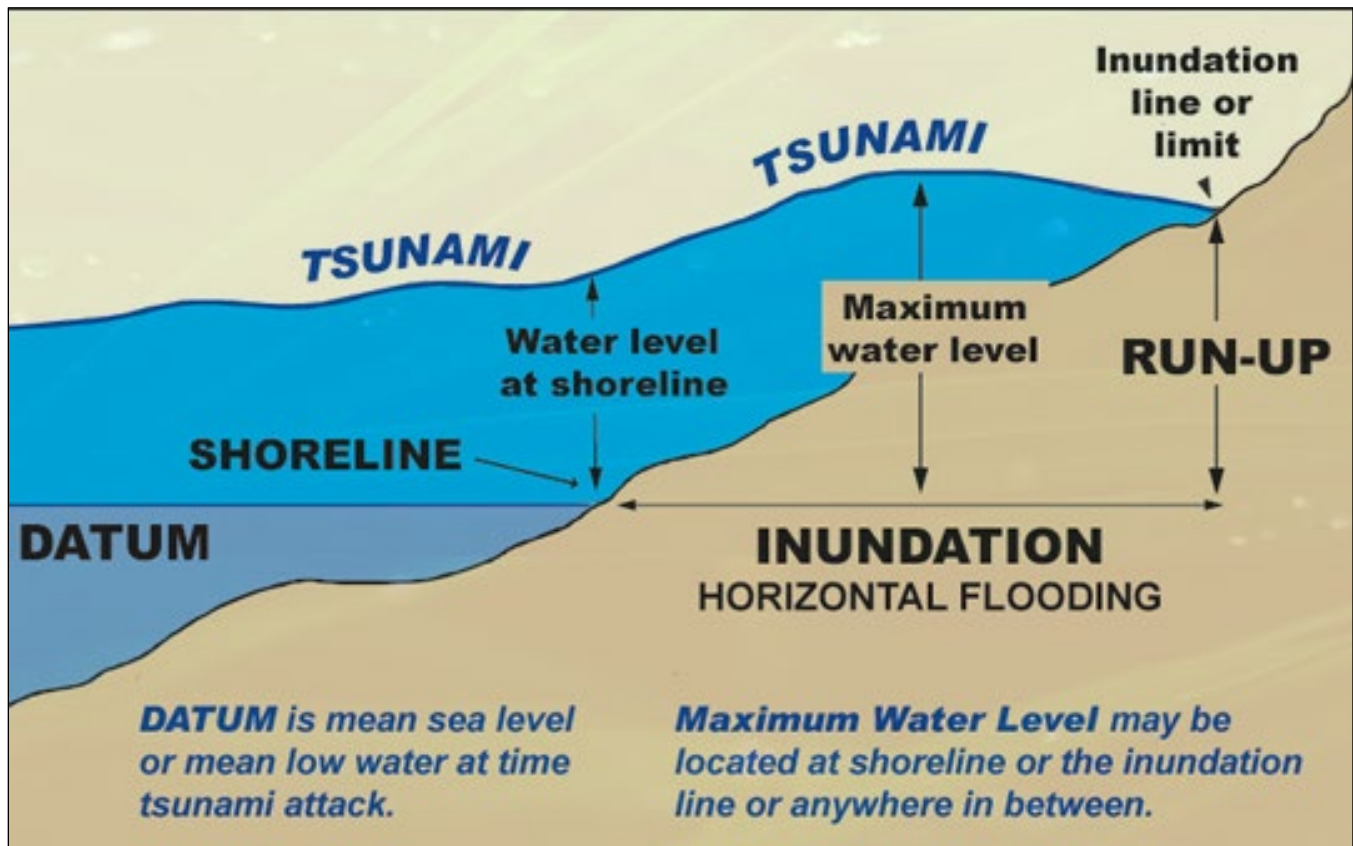 Inundation
line or
limit
TSUNAMI
TSUNAMI
Maximum
water level
Water level
at shoreline
RUN-UP
SHORELINE
DATUM
INUNDATION
HORIZONTAL FLOODING
DATUM is mean sea level
or mean low water at time
tsunami attack.
Maximum Water Level may be
located at shoreline or the inundation
line or anywhere in between.